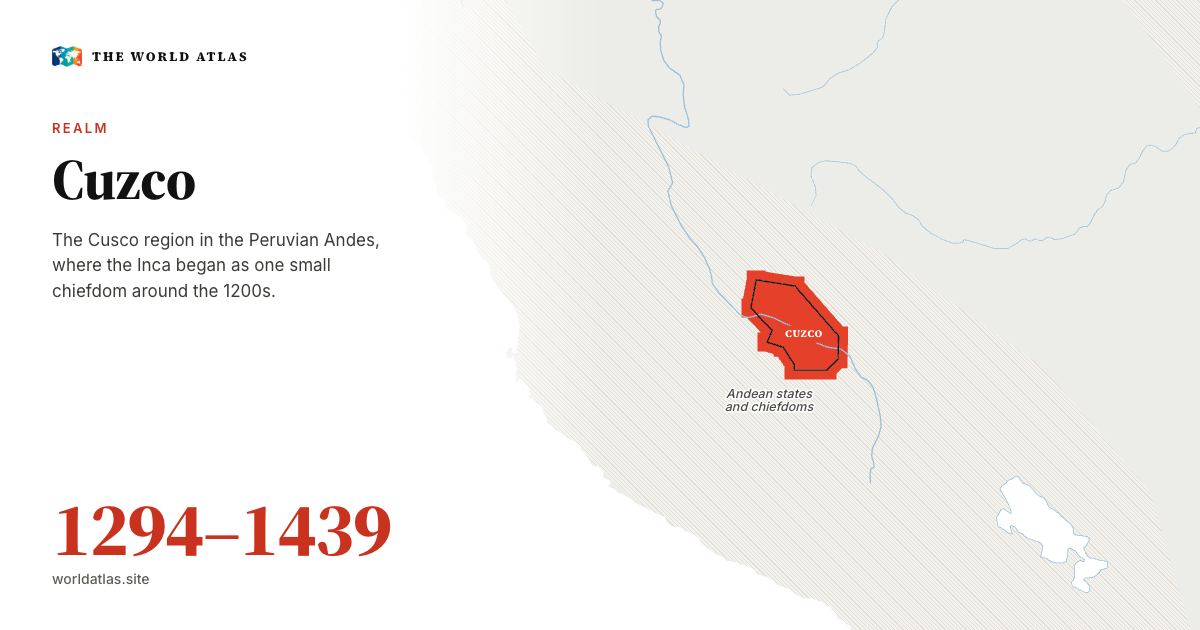 THE WORLD ATLAS
REALM
Cuzco
The Cusco region in the Peruvian Andes,
where the Inca began as one small
chiefdom around the 1200s.
CUZCO
Andean states
and chiefdoms
1294–1439
worldatlas.site